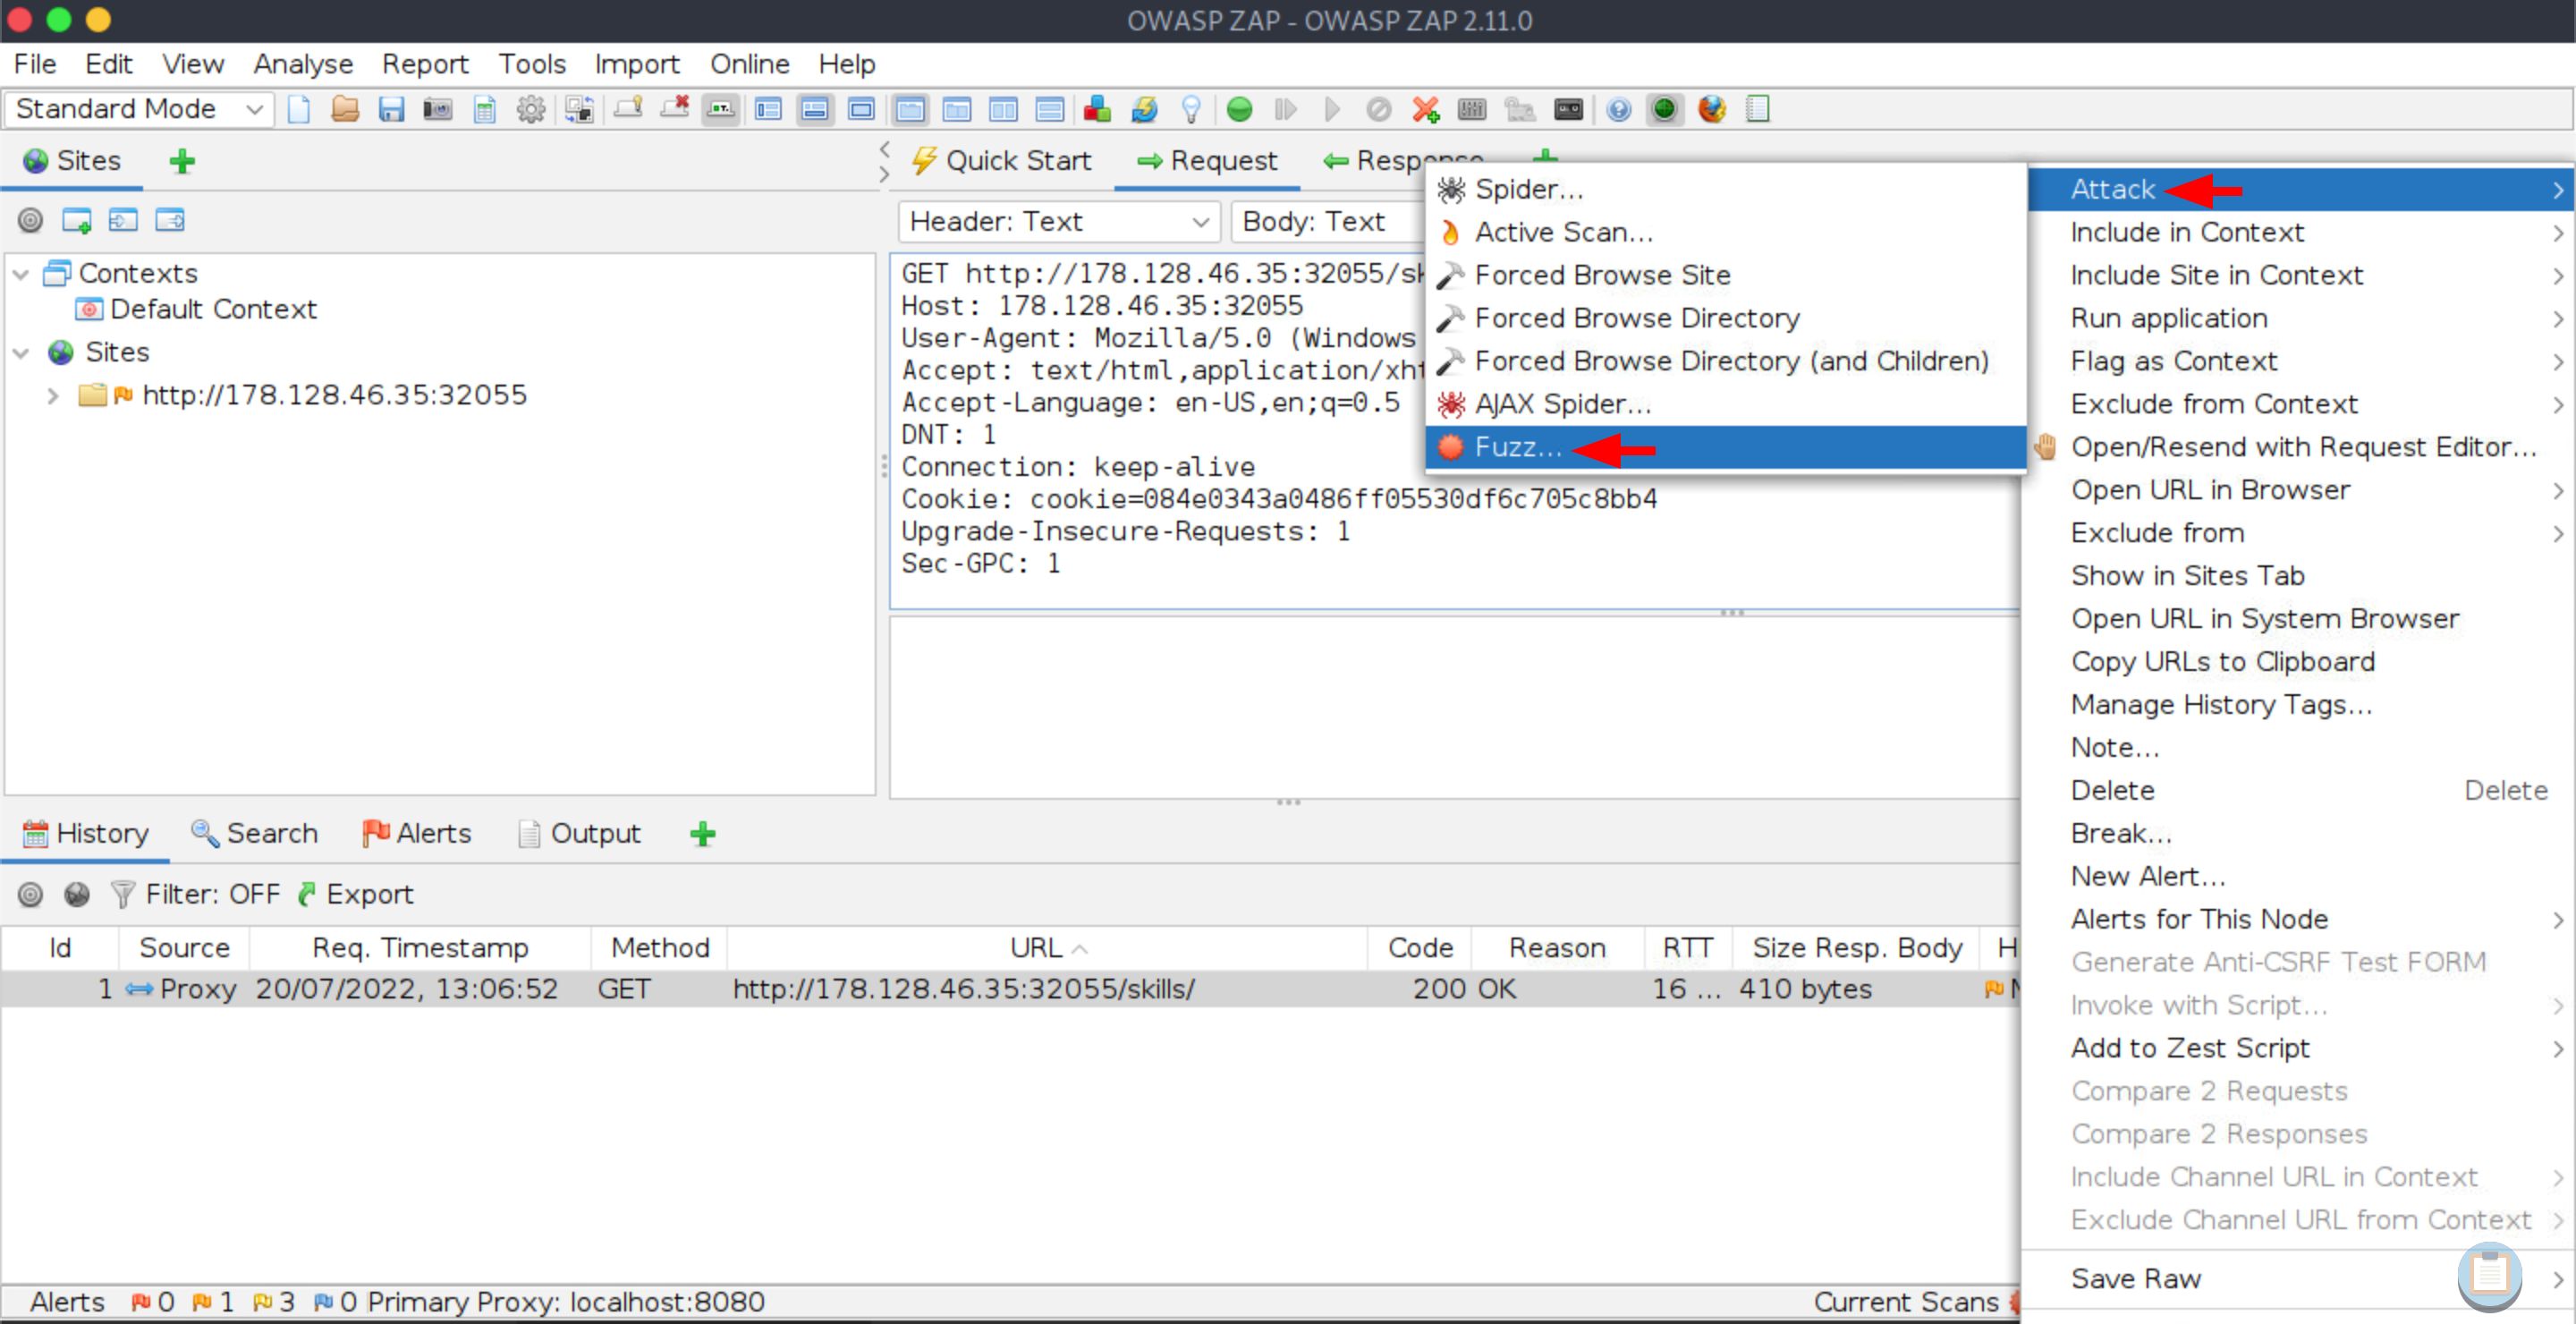 OWASP ZAP - OWASP ZAP 2.11.0
File Edit View Analyse Report Tools Import Online Help
Standard Mode
Sites
Quick Start Request Response
Header: Text Body: Text
Contexts
Default Context
Sites
http://178.128.46.35:32055
GET http://178.128.46.35:32055/sk
Host: 178.128.46.35:32055
User-Agent: Mozilla/5.0 (Windows
Accept: text/html,application/xht
Accept-Language: en-US,en;q=0.5
DNT: 1
Connection: keep-alive
Cookie: cookie=084e0343a0486ff05530df6c705c8bb4
Upgrade-Insecure-Requests: 1
Sec-GPC: 1
Spider...
Active Scan...
Forced Browse Site
Forced Browse Directory
Forced Browse Directory (and Children)
AJAX Spider...
Fuzz...
Attack
Include in Context
Include Site in Context
Run application
Flag as Context
Exclude from Context
Open/Resend with Request Editor...
Open URL in Browser
Exclude from
Show in Sites Tab
Open URL in System Browser
Copy URLs to Clipboard
Manage History Tags...
Note...
Delete Delete
Break...
New Alert...
Alerts for This Node
Generate Anti-CSRF Test FORM
Invoke with Script...
Add to Zest Script
Compare 2 Requests
Compare 2 Responses
Include Channel URL in Context
Exclude Channel URL from Context
Save Raw
History Search Alerts Output
Filter: OFF Export
Id Source Req. Timestamp Method URL Code Reason RTT Size Resp. Body H
1 Proxy 20/07/2022, 13:06:52 GET http://178.128.46.35:32055/skills/ 200 OK 16 ... 410 bytes
Alerts 0 1 3 0 Primary Proxy: localhost:8080 Current Scans